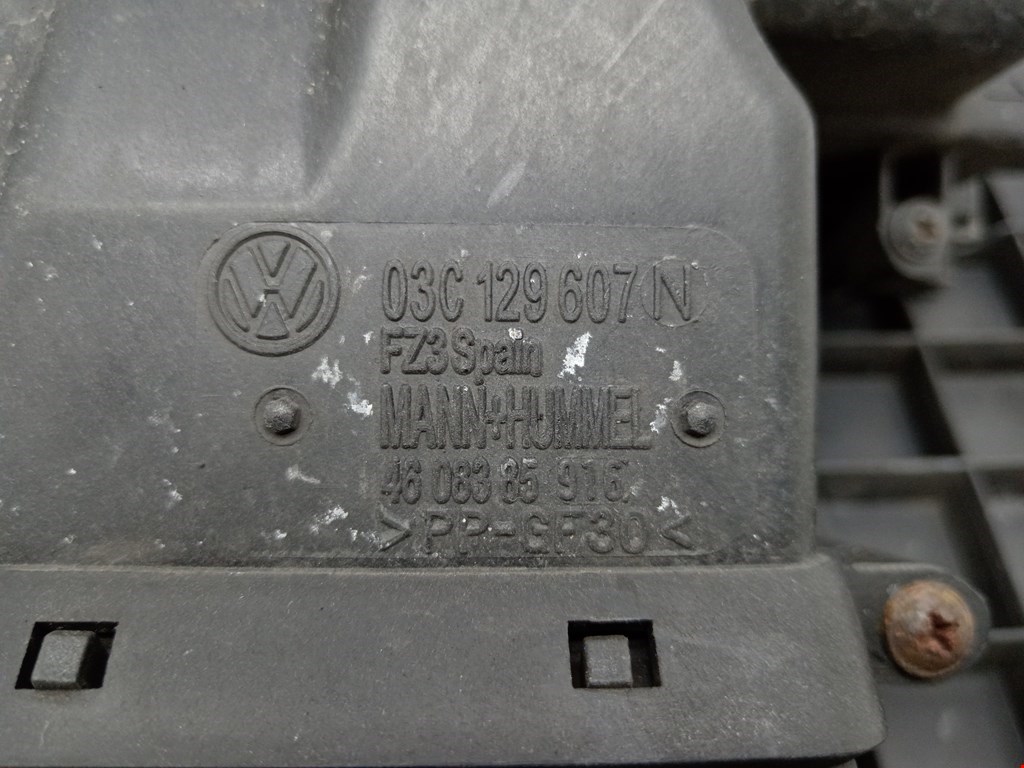 03C 129 607 N
FZ3 Spain
MANN+HUMMEL
46 083 85 916
>PP-GF30<